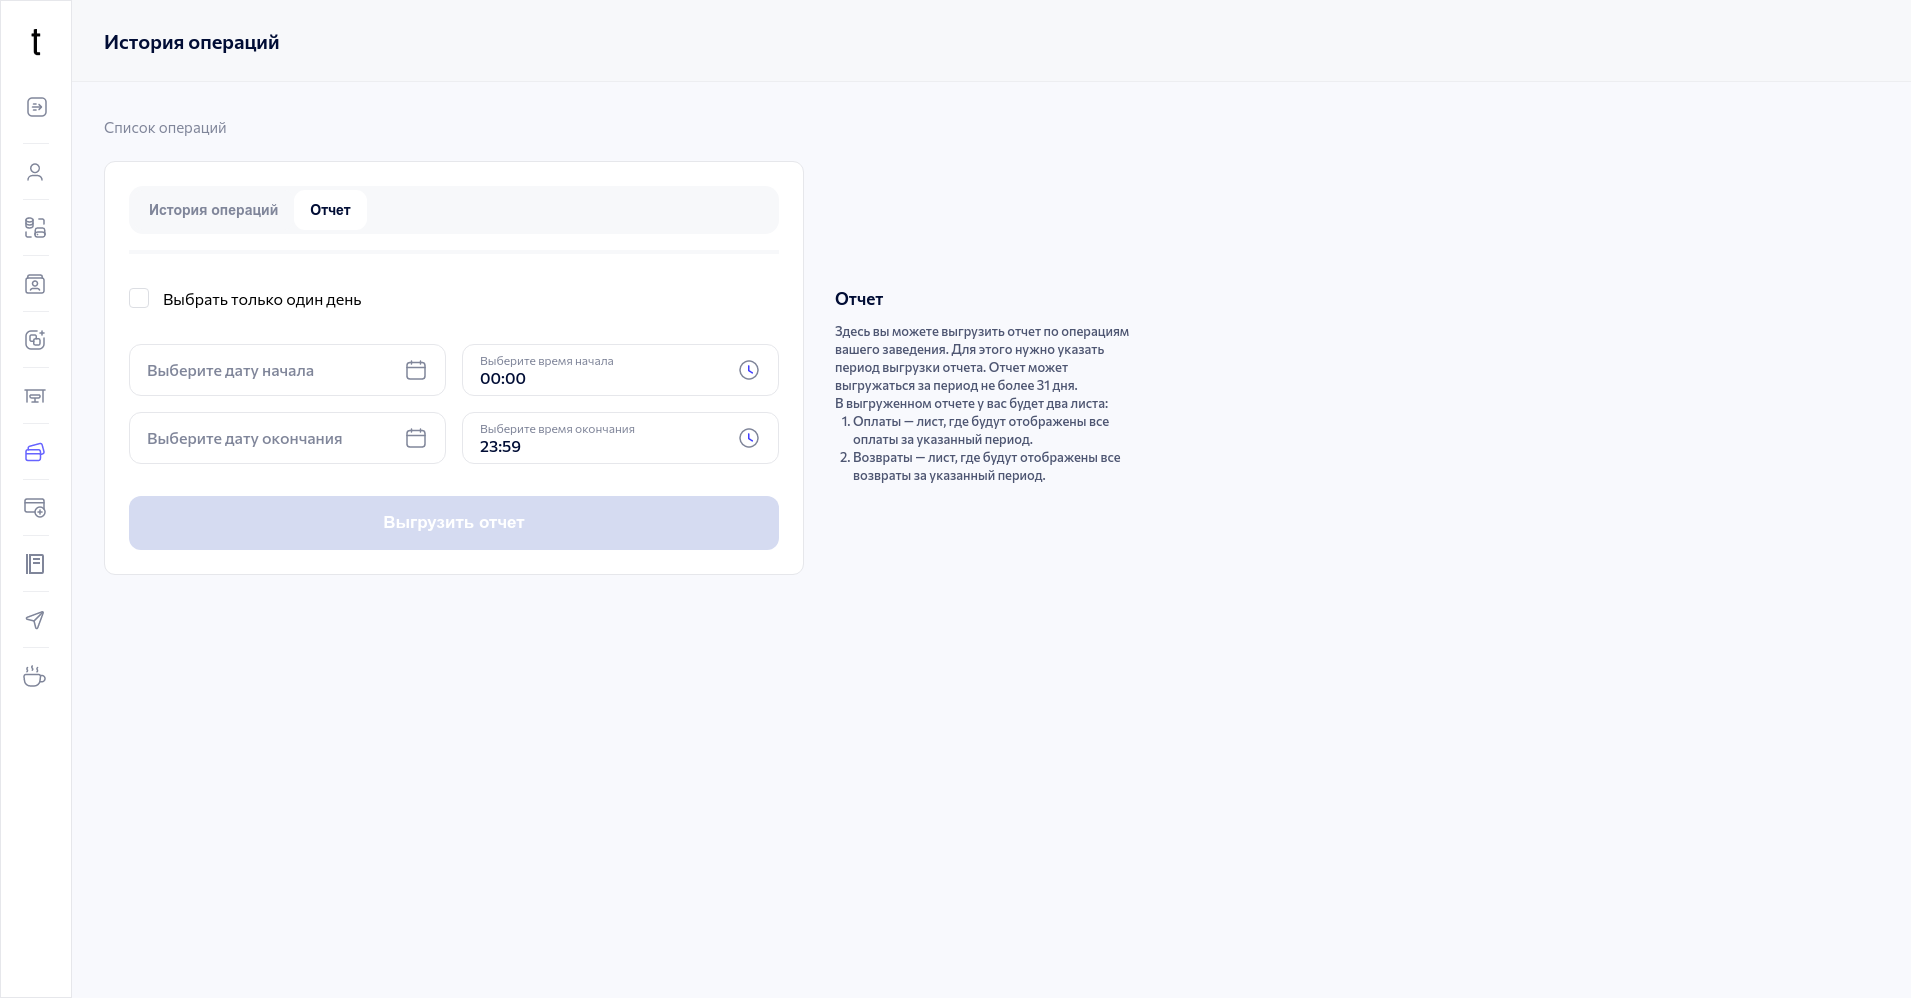 t
История операций
Список операций
История операций Отчет
Выбрать только один день
Выберите дату начала
Выберите время начала
00:00
Выберите дату окончания
Выберите время окончания
23:59
Выгрузить отчет
Отчет
Здесь вы можете выгрузить отчет по операциям
вашего заведения. Для этого нужно указать
период выгрузки отчета. Отчет может
выгружаться за период не более 31 дня.
В выгруженном отчете у вас будет два листа:
1. Оплаты — лист, где будут отображены все
оплаты за указанный период.
2. Возвраты — лист, где будут отображены все
возвраты за указанный период.